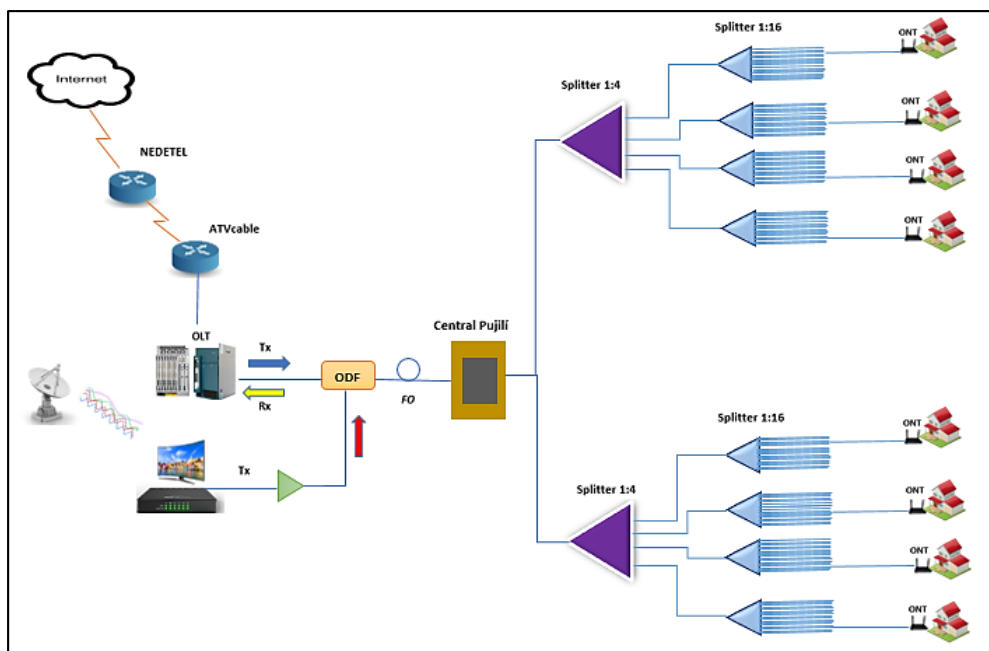 Internet
NEDETEL
ATVcable
OLT
Tx
Rx
Tx
ODF
FO
Central Pujilí
Splitter 1:4
Splitter 1:16
ONT
ONT
ONT
ONT
Splitter 1:4
Splitter 1:16
ONT
ONT
ONT
ONT